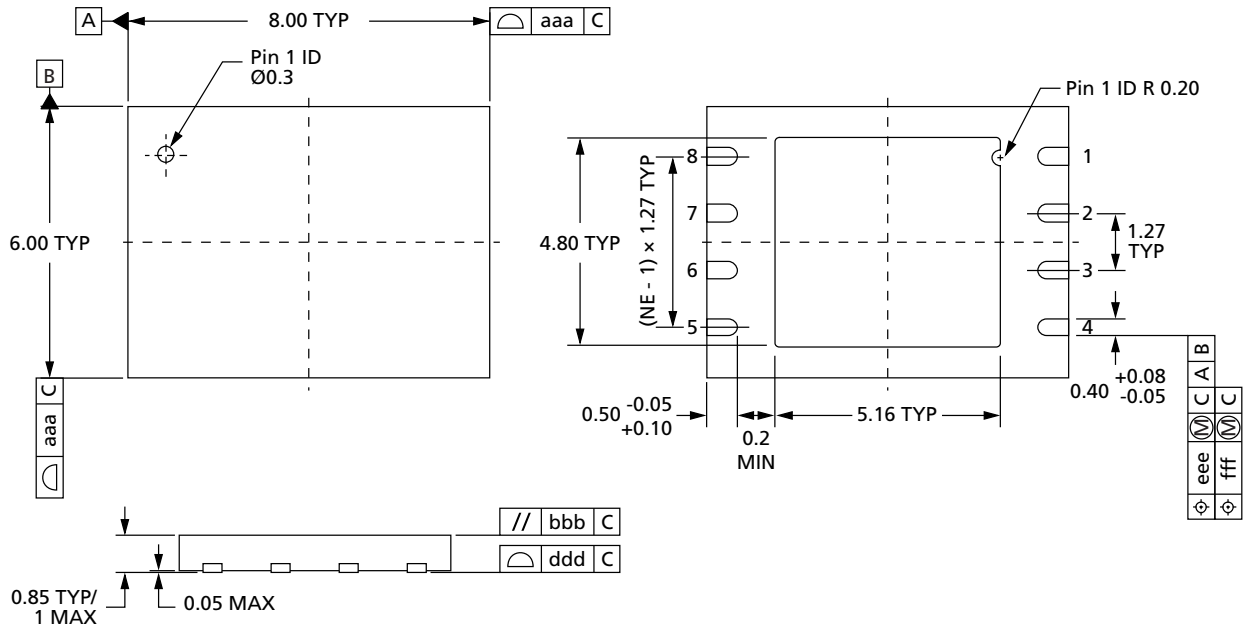 A
8.00 TYP
⌓ aaa C
Pin 1 ID
Ø0.3
B
6.00 TYP
⌓ aaa C
Pin 1 ID R 0.20
8
7
6
5
1
2
3
4
(NE - 1) × 1.27 TYP
4.80 TYP
1.27
TYP
0.50 -0.05
+0.10
0.2
MIN
5.16 TYP
0.40 +0.08
-0.05
⌖ eee Ⓜ C A B
⌖ fff Ⓜ C
// bbb C
⌓ ddd C
0.85 TYP/
1 MAX
0.05 MAX